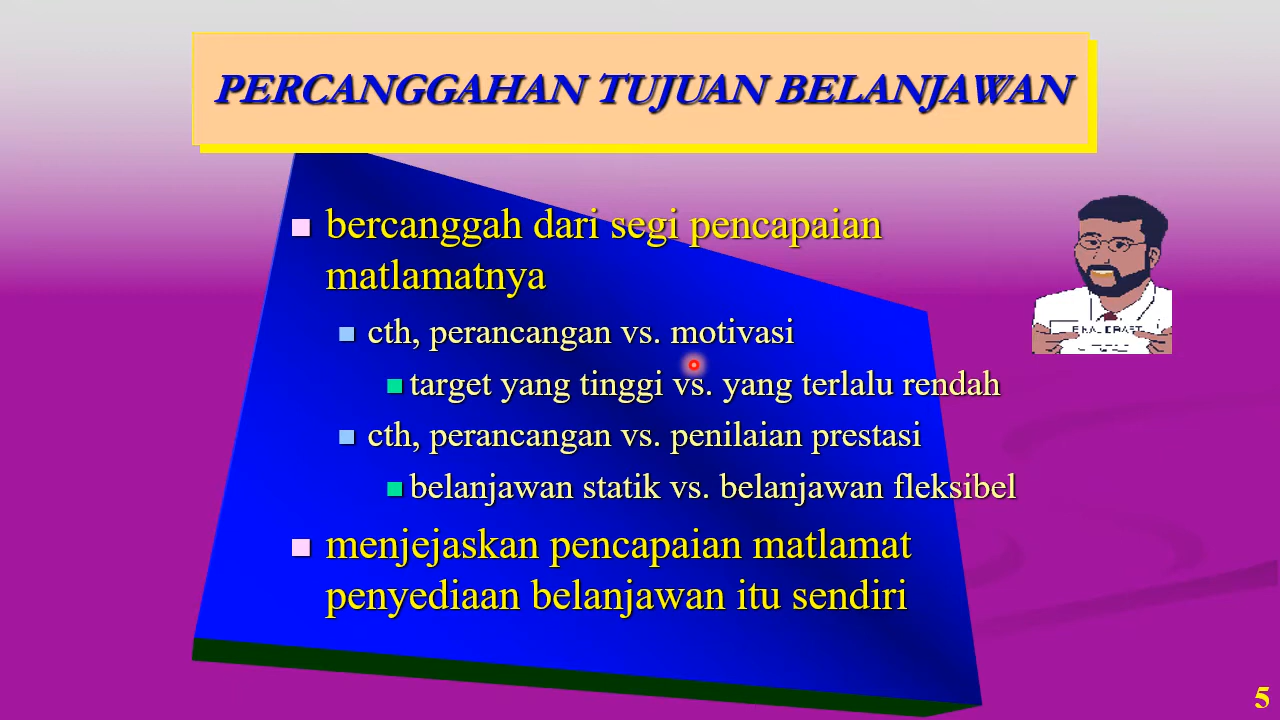 PERCANGGAHAN TUJUAN BELANJAWAN
bercanggah dari segi pencapaian
matlamatnya
cth, perancangan vs. motivasi
target yang tinggi vs. yang terlalu rendah
cth, perancangan vs. penilaian prestasi
belanjawan statik vs. belanjawan fleksibel
menjejaskan pencapaian matlamat
penyediaan belanjawan itu sendiri
5